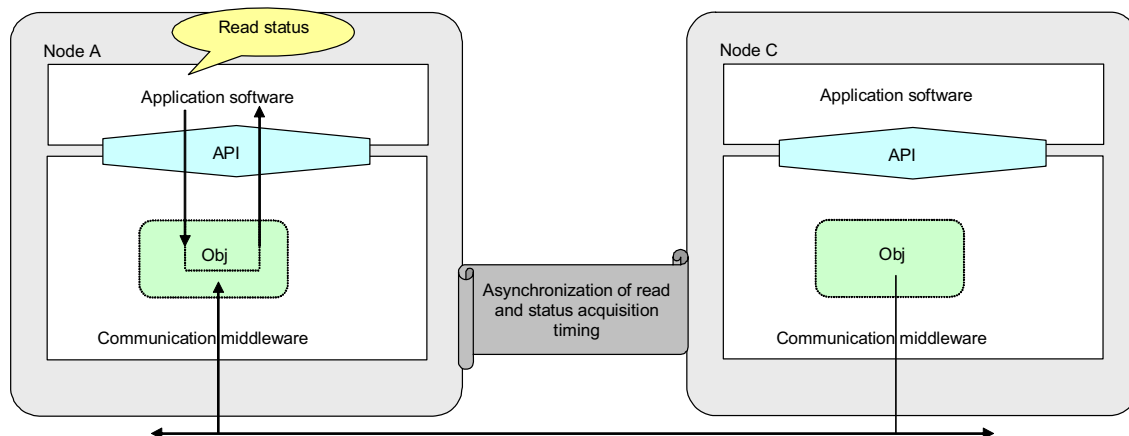 Read status
Node A
Application software
API
Obj
Communication middleware
Asynchronization of read
and status acquisition
timing
Node C
Application software
API
Obj
Communication middleware